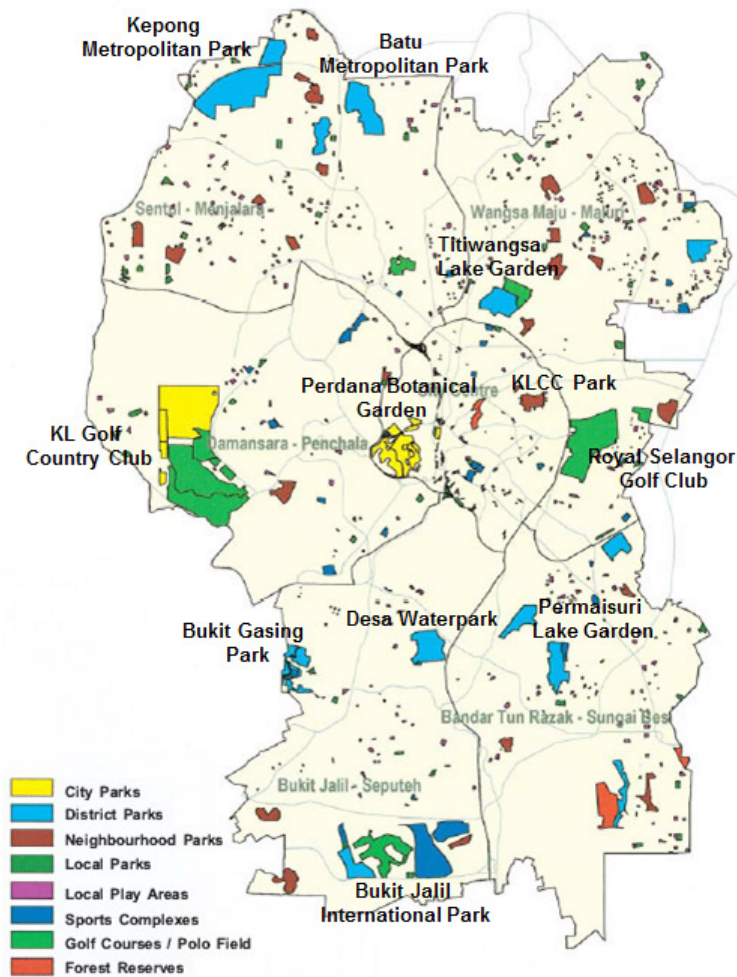 Kepong
Metropolitan Park
Batu
Metropolitan Park
Sentul - Menjalara
Wangsa Maju - Maluri
TItiwangsa
Lake Garden
Perdana Botanical
Garden
City Centre
KLCC Park
KL Golf
Country Club
Damansara - Penchala
Royal Selangor
Golf Club
Bukit Gasing
Park
Desa Waterpark
Permaisuri
Lake Garden
Bandar Tun Razak - Sungai Besi
Bukit Jalil - Seputeh
Bukit Jalil
International Park
City Parks
District Parks
Neighbourhood Parks
Local Parks
Local Play Areas
Sports Complexes
Golf Courses / Polo Field
Forest Reserves